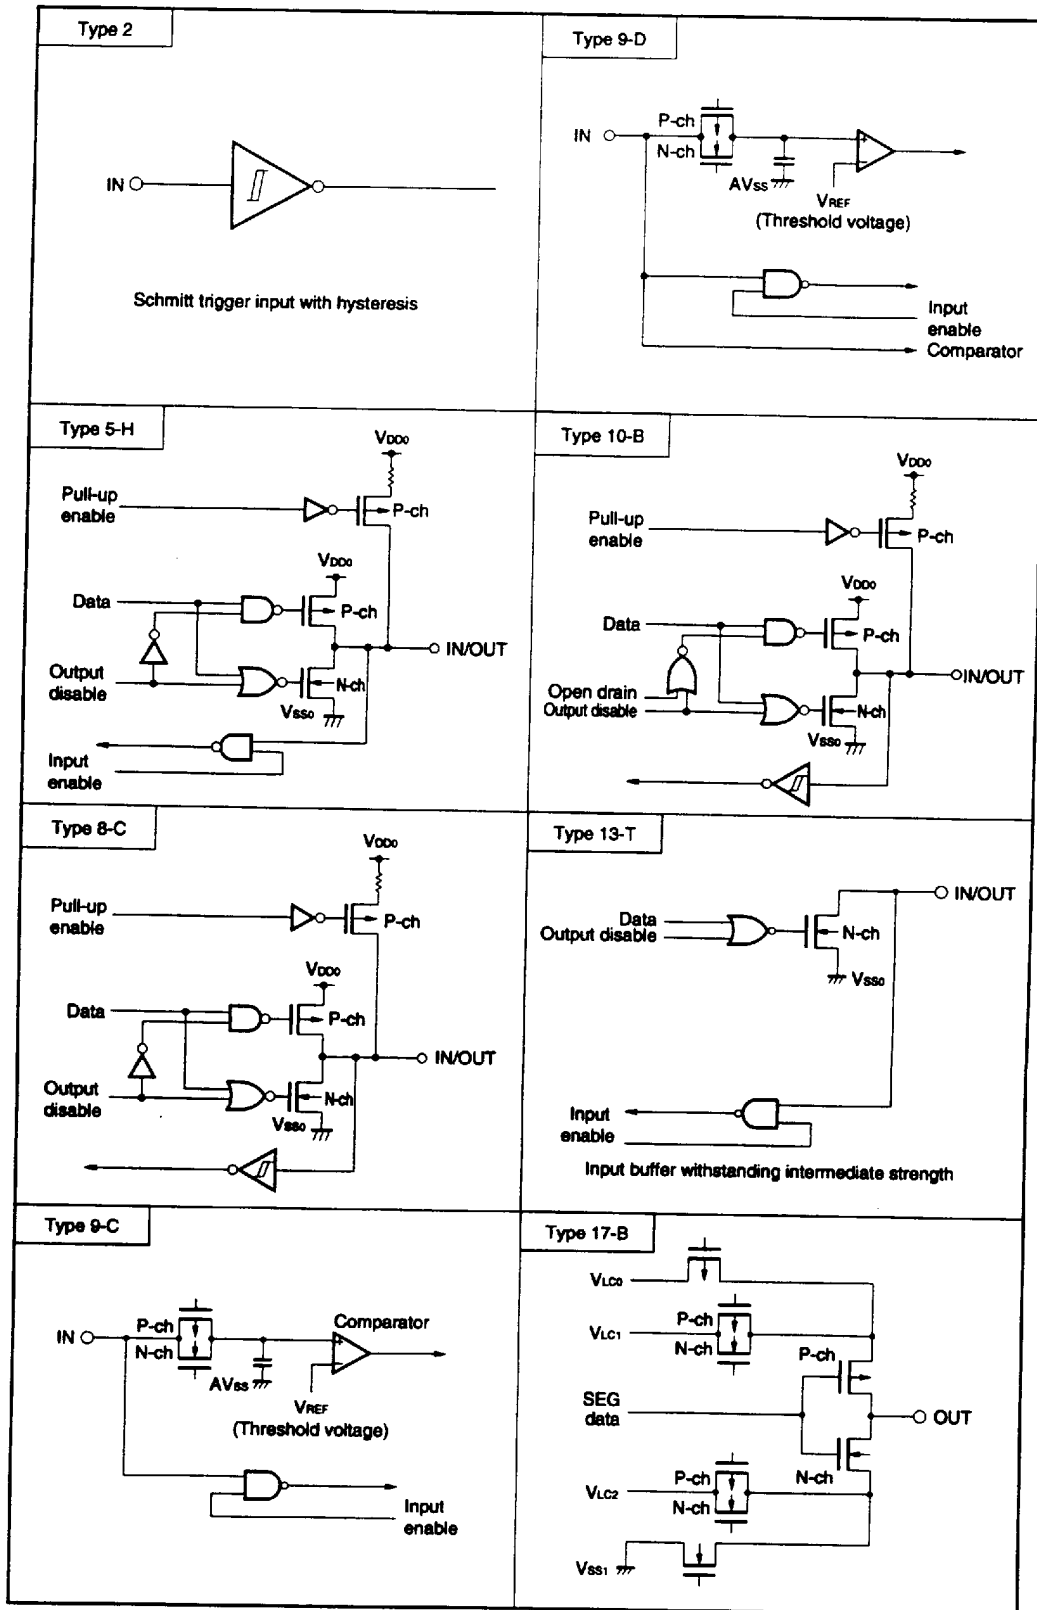 Type 2
IN
Schmitt trigger input with hysteresis
Type 9-D
IN
P-ch
N-ch
AVSS
VREF
(Threshold voltage)
Input
enable
Comparator
Type 5-H
VDD0
Pull-up
enable
P-ch
VDD0
Data
P-ch
IN/OUT
Output
disable
N-ch
VSS0
Input
enable
Type 10-B
VDD0
Pull-up
enable
P-ch
VDD0
Data
P-ch
IN/OUT
Open drain
Output disable
N-ch
VSS0
Type 8-C
VDD0
Pull-up
enable
P-ch
VDD0
Data
P-ch
IN/OUT
Output
disable
N-ch
VSS0
Type 13-T
IN/OUT
Data
Output disable
N-ch
VSS0
Input
enable
Input buffer withstanding intermediate strength
Type 9-C
IN
P-ch
N-ch
Comparator
AVSS
VREF
(Threshold voltage)
Input
enable
Type 17-B
VLC0
P-ch
VLC1
N-ch
P-ch
SEG
data
OUT
N-ch
P-ch
VLC2
N-ch
VSS1